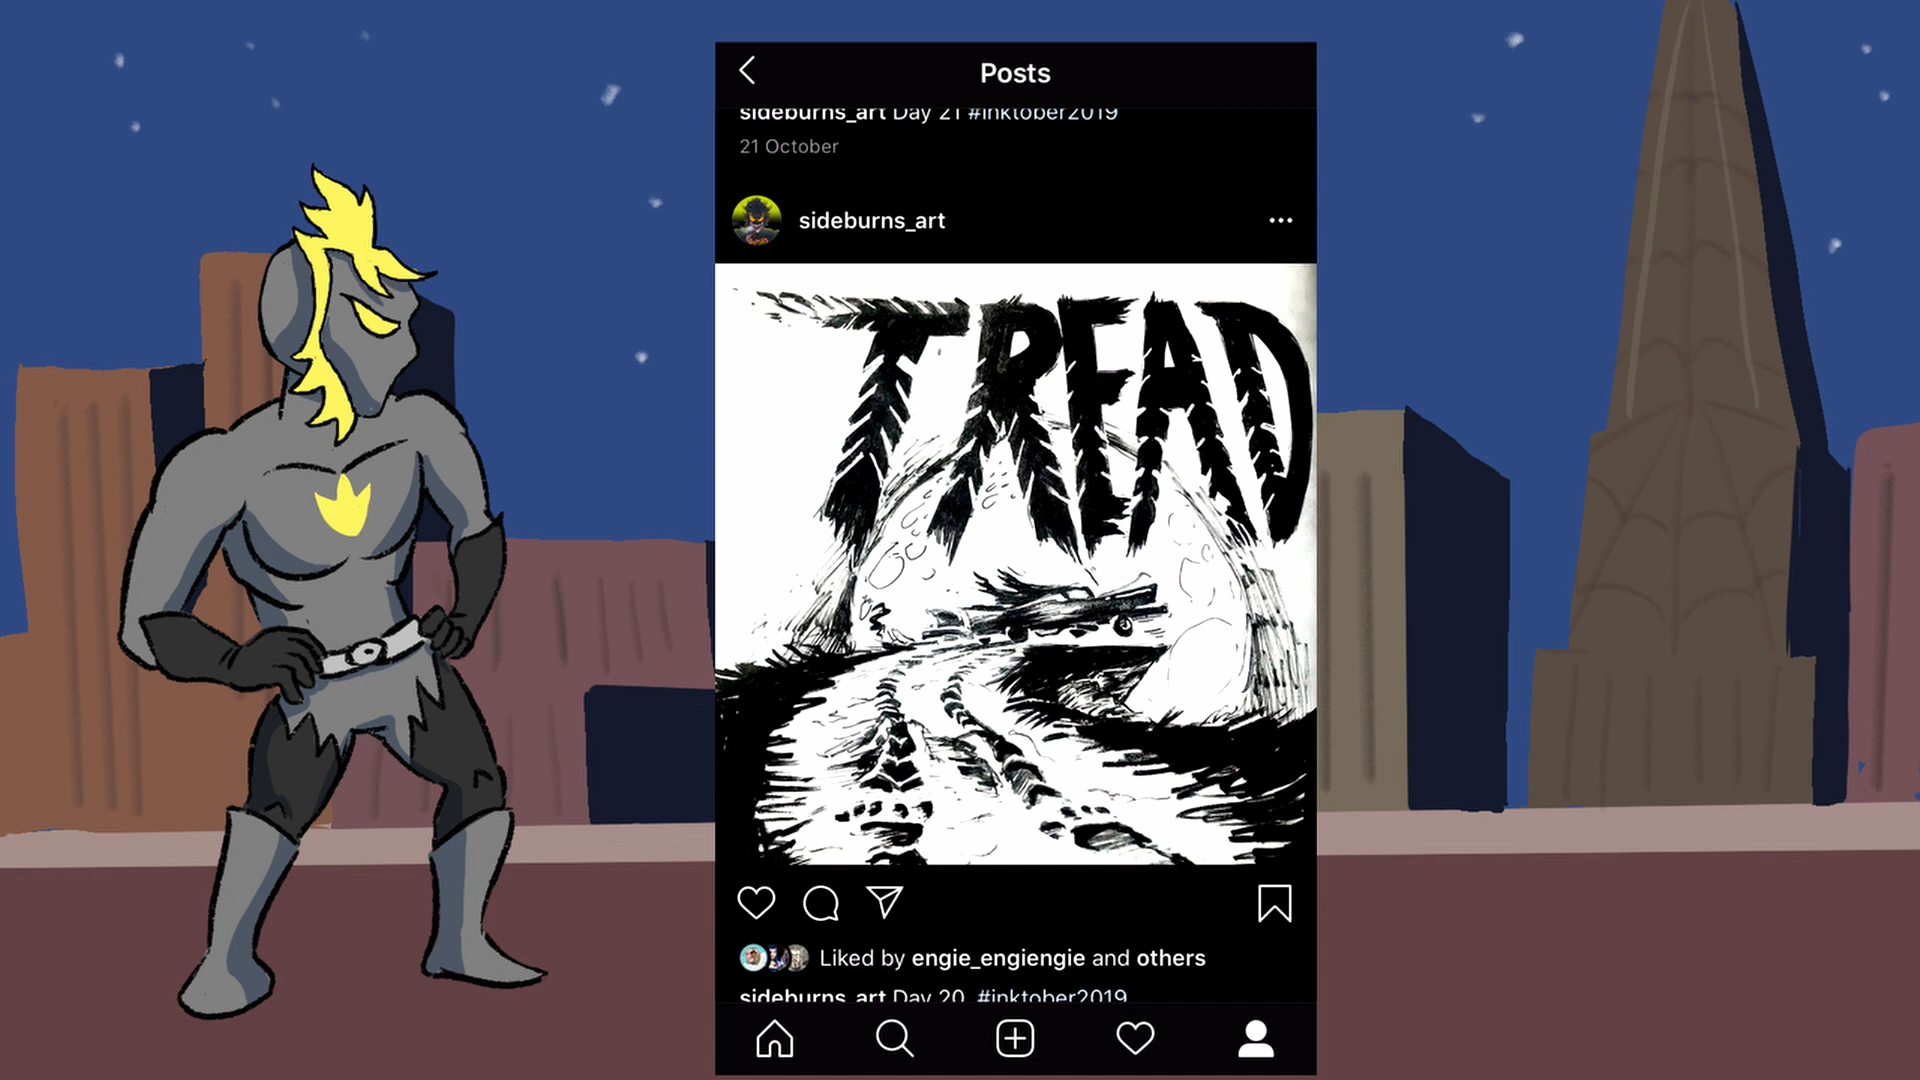 Posts
sideburns_art Day 21 #inktober2019
21 October
sideburns_art
TREAD
Liked by engie_engiengie and others
sideburns_art Day 20 #inktober2019